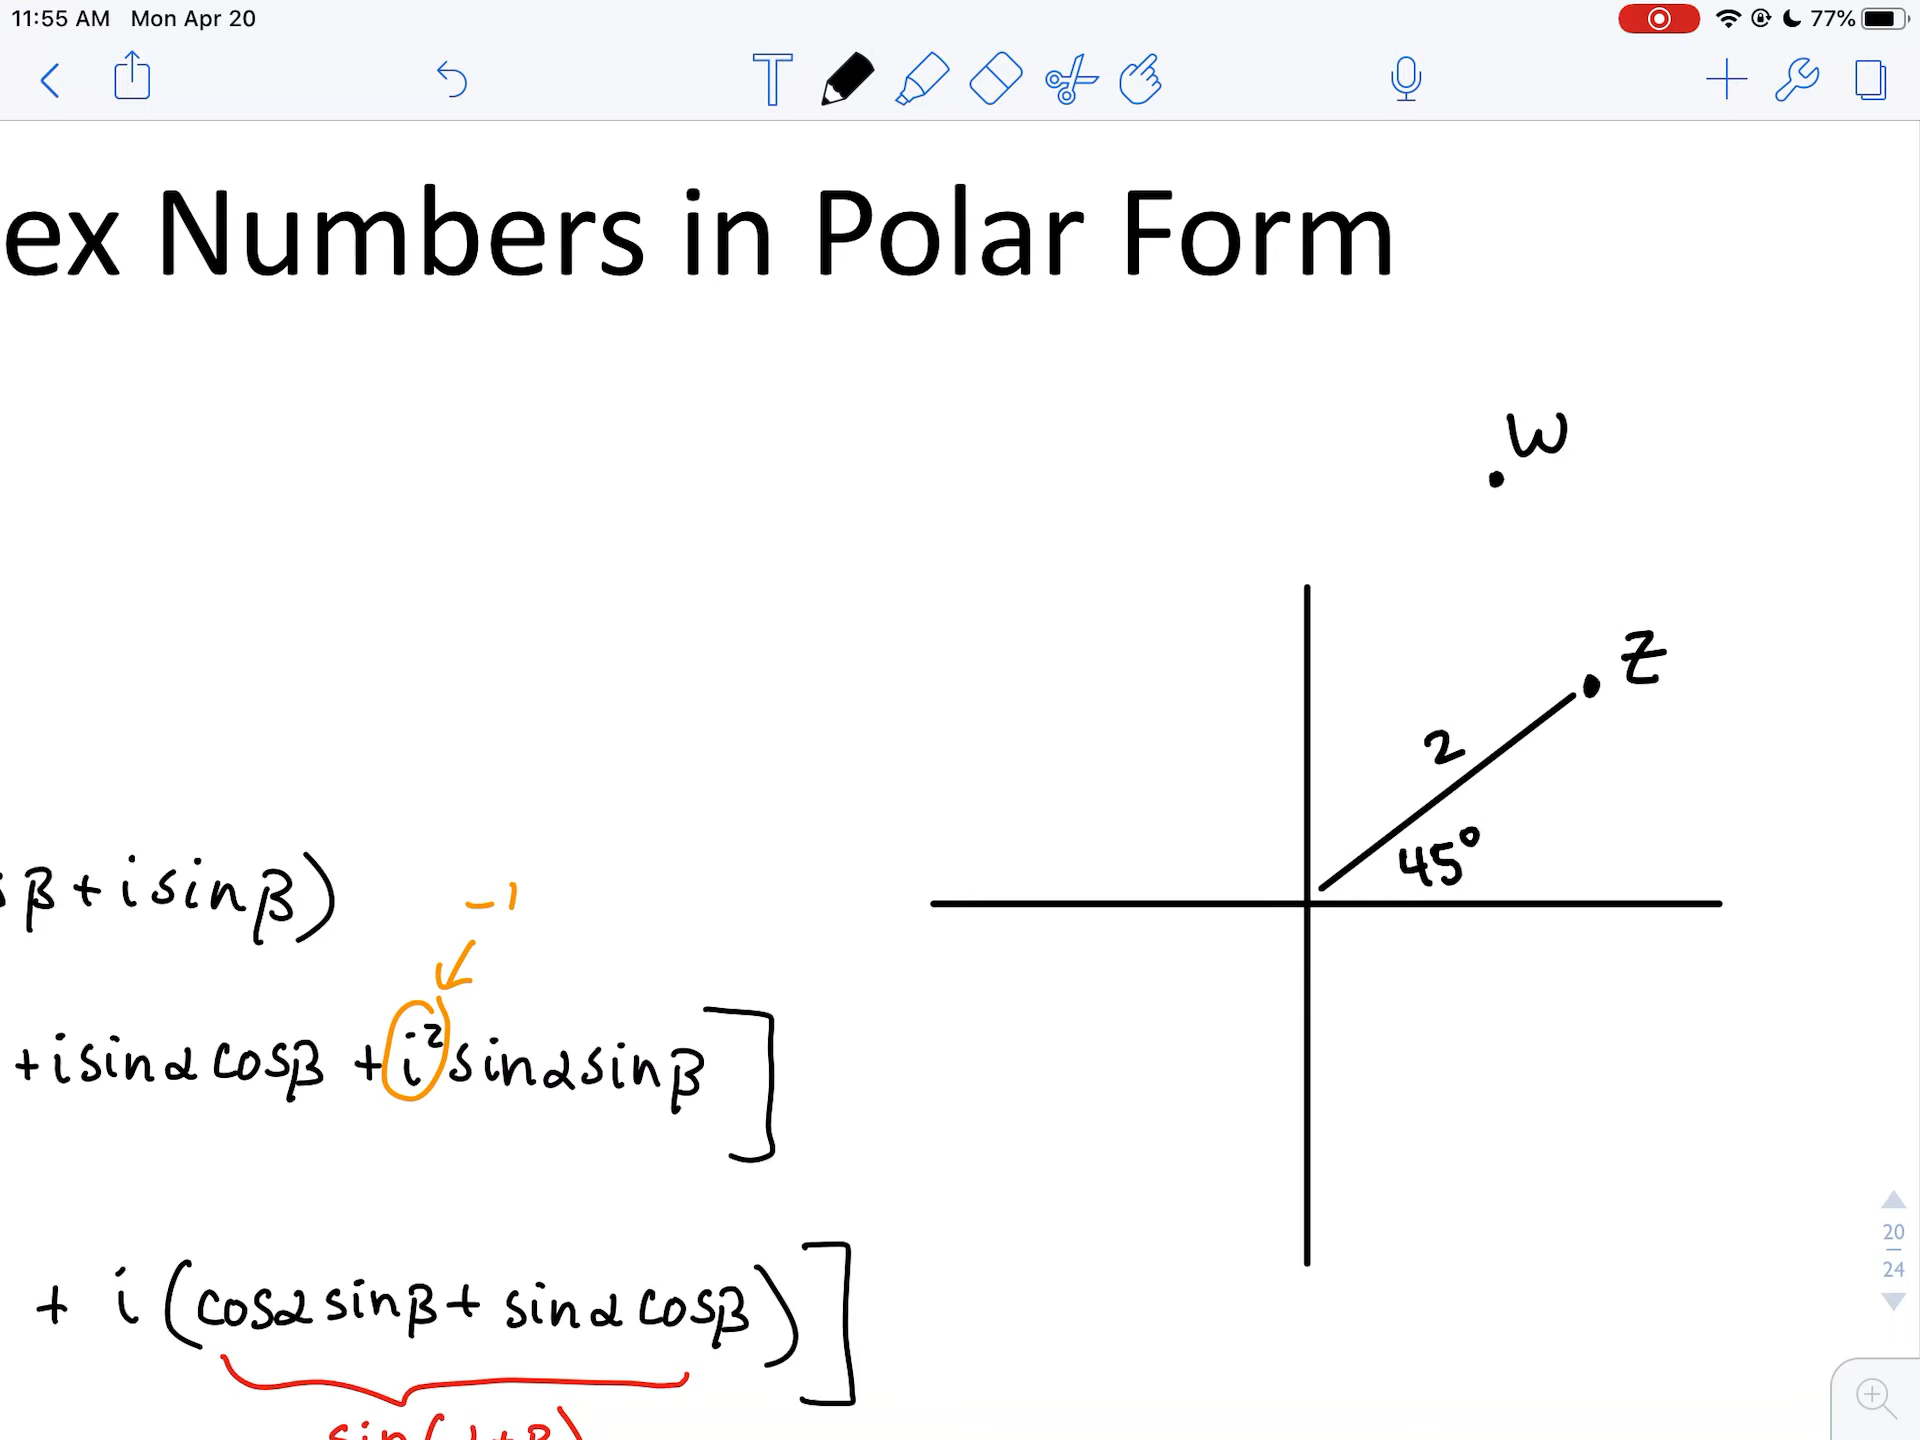 11:55 AM Mon Apr 20
77%
T
ex Numbers in Polar Form
W
Z
2
45°
β + i sin β)
-1
+ i sin α cos β + i² sin α sin β ]
+ i (cos α sin β + sin α cos β) ]
sin(α+β)
20
24